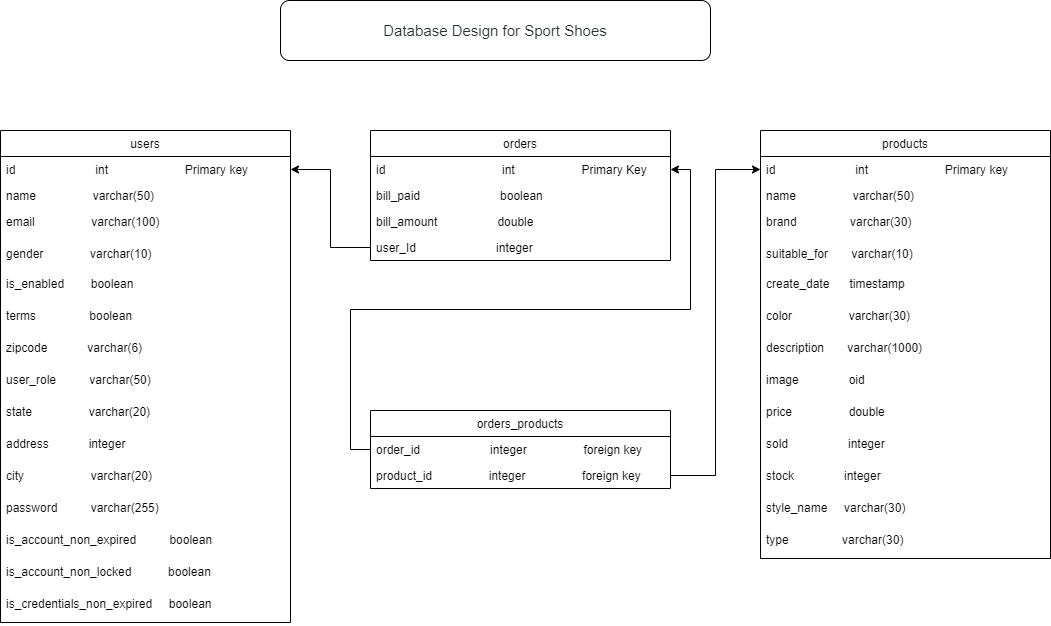 Database Design for Sport Shoes
users
id int Primary key
name varchar(50)
email varchar(100)
gender varchar(10)
is_enabled boolean
terms boolean
zipcode varchar(6)
user_role varchar(50)
state varchar(20)
address integer
city varchar(20)
password varchar(255)
is_account_non_expired boolean
is_account_non_locked boolean
is_credentials_non_expired boolean
orders
id int Primary Key
bill_paid boolean
bill_amount double
user_Id integer
orders_products
order_id integer foreign key
product_id integer foreign key
products
id int Primary key
name varchar(50)
brand varchar(30)
suitable_for varchar(10)
create_date timestamp
color varchar(30)
description varchar(1000)
image oid
price double
sold integer
stock integer
style_name varchar(30)
type varchar(30)